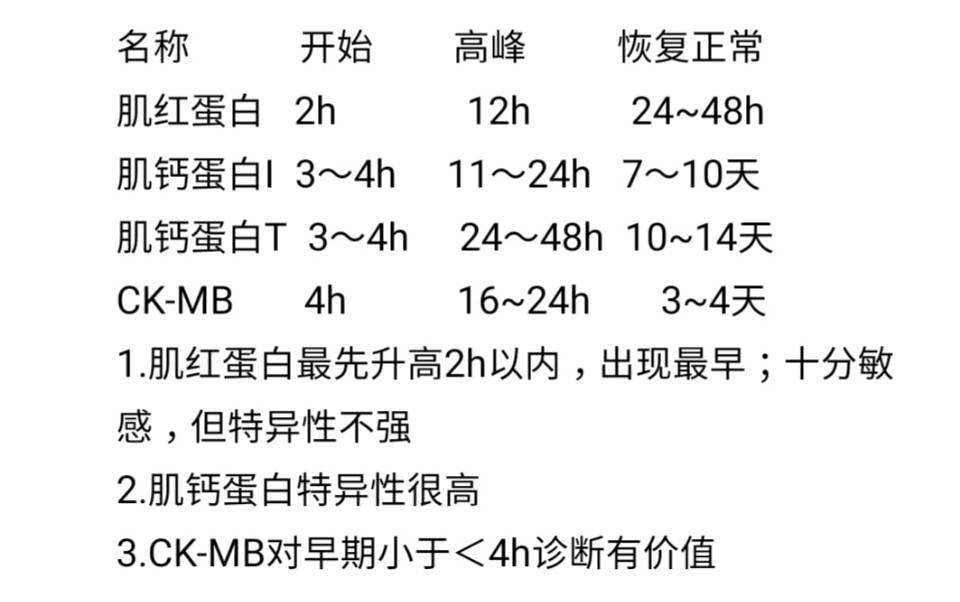 名称 开始 高峰 恢复正常
肌红蛋白 2h 12h 24~48h
肌钙蛋白I 3～4h 11～24h 7～10天
肌钙蛋白T 3～4h 24～48h 10~14天
CK-MB 4h 16~24h 3~4天
1.肌红蛋白最先升高2h以内，出现最早；十分敏
感，但特异性不强
2.肌钙蛋白特异性很高
3.CK-MB对早期小于＜4h诊断有价值